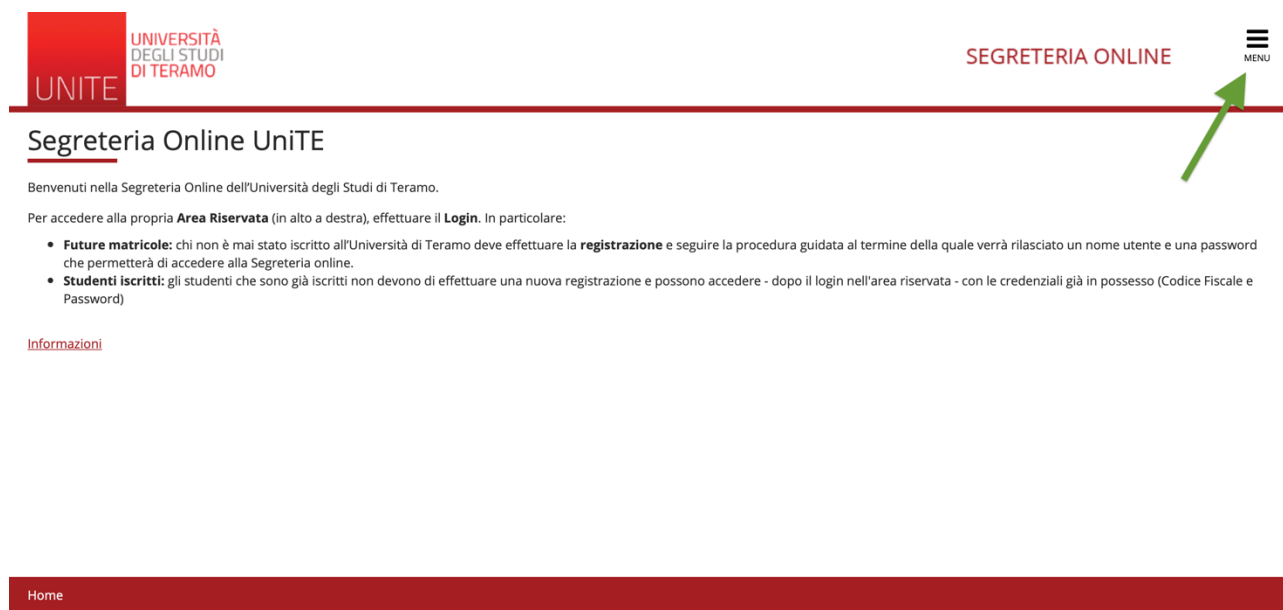 UNITE
UNIVERSITÀ
DEGLI STUDI
DI TERAMO
SEGRETERIA ONLINE
MENU
Segreteria Online UniTE
Benvenuti nella Segreteria Online dell'Università degli Studi di Teramo.
Per accedere alla propria Area Riservata (in alto a destra), effettuare il Login. In particolare:
• Future matricole: chi non è mai stato iscritto all'Università di Teramo deve effettuare la registrazione e seguire la procedura guidata al termine della quale verrà rilasciato un nome utente e una password
che permetterà di accedere alla Segreteria online.
• Studenti iscritti: gli studenti che sono già iscritti non devono di effettuare una nuova registrazione e possono accedere - dopo il login nell'area riservata - con le credenziali già in possesso (Codice Fiscale e
Password)
Informazioni
Home